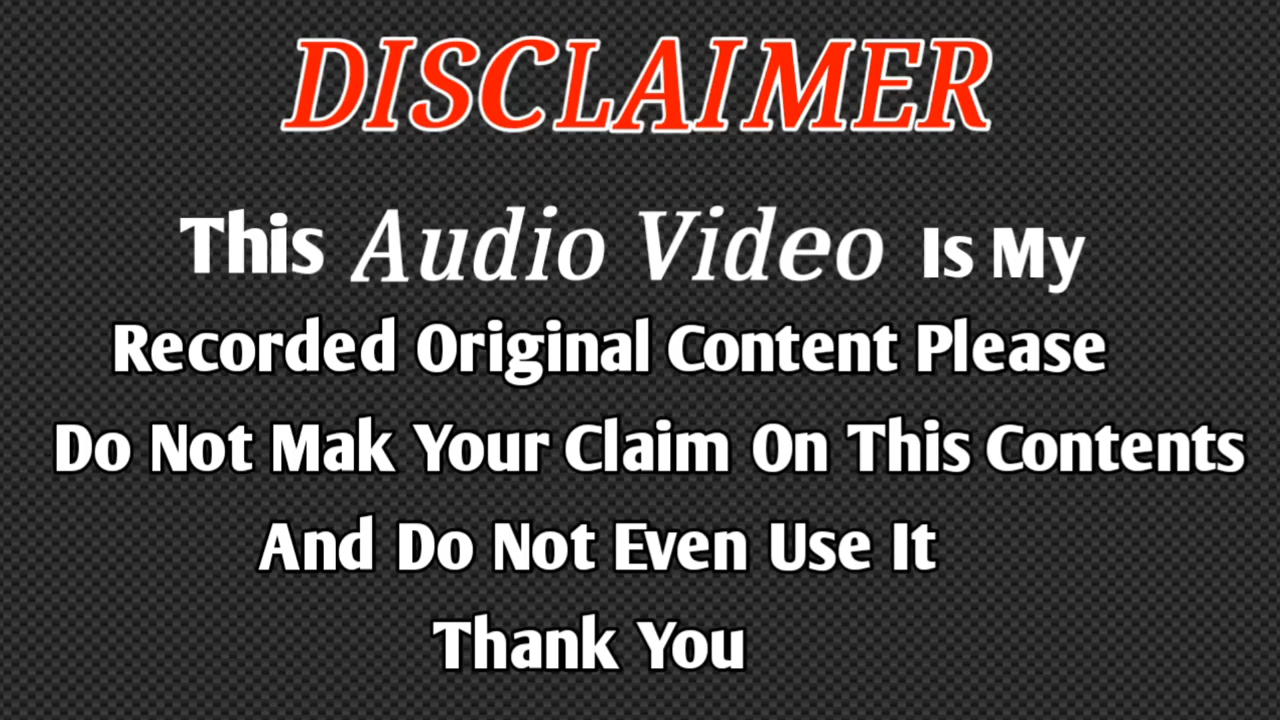 DISCLAIMER
This Audio Video Is My
Recorded Original Content Please
Do Not Mak Your Claim On This Contents
And Do Not Even Use It
Thank You